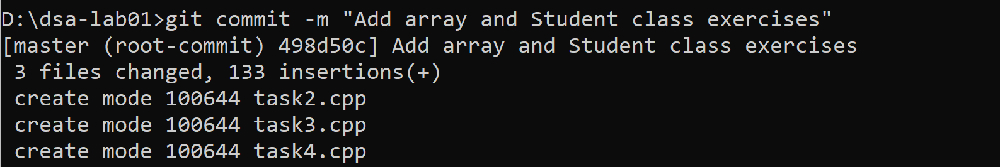 D:\dsa-lab01>git commit -m "Add array and Student class exercises"
[master (root-commit) 498d50c] Add array and Student class exercises
 3 files changed, 133 insertions(+)
 create mode 100644 task2.cpp
 create mode 100644 task3.cpp
 create mode 100644 task4.cpp